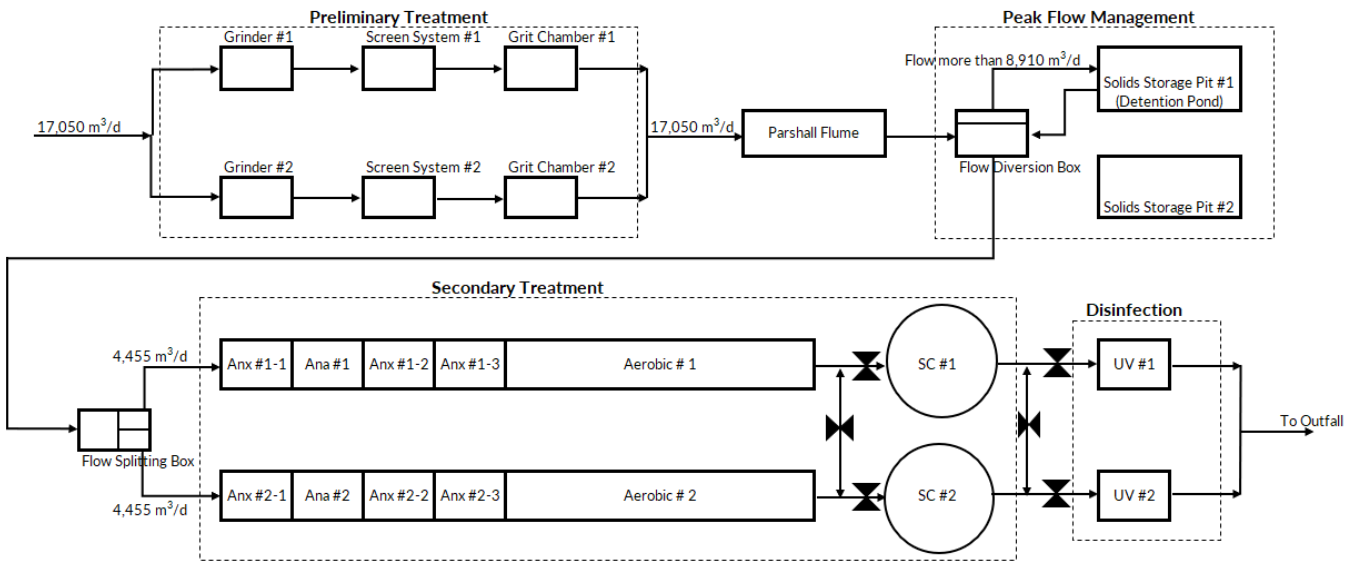 Preliminary Treatment
Peak Flow Management
Grinder #1
Screen System #1
Grit Chamber #1
Flow more than 8,910 m³/d
Solids Storage Pit #1
(Detention Pond)
17,050 m³/d
17,050 m³/d
Parshall Flume
Grinder #2
Screen System #2
Grit Chamber #2
Flow Diversion Box
Solids Storage Pit #2
Secondary Treatment
Disinfection
4,455 m³/d
Anx #1-1
Ana #1
Anx #1-2
Anx #1-3
Aerobic # 1
SC #1
UV #1
To Outfall
Flow Splitting Box
Anx #2-1
Ana #2
Anx #2-2
Anx #2-3
Aerobic # 2
SC #2
UV #2
4,455 m³/d